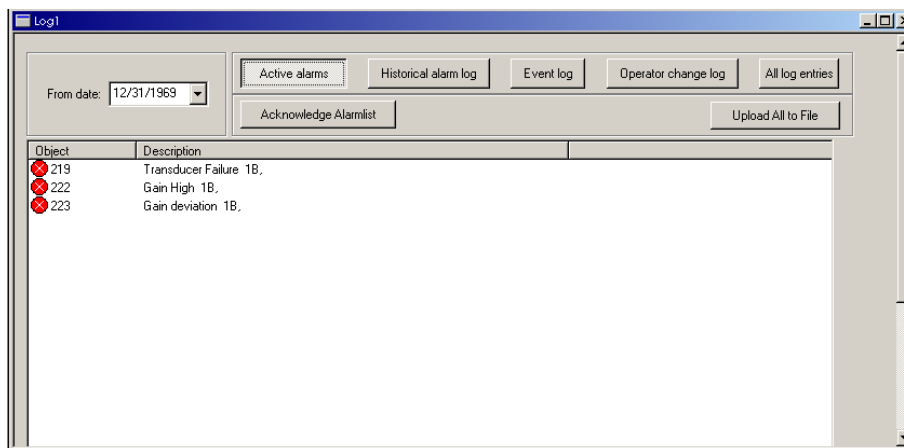 Log1
From date: 12/31/1969
Active alarms Historical alarm log Event log Operator change log All log entries
Acknowledge Alarmlist Upload All to File
Object Description
219 Transducer Failure 1B,
222 Gain High 1B,
223 Gain deviation 1B,